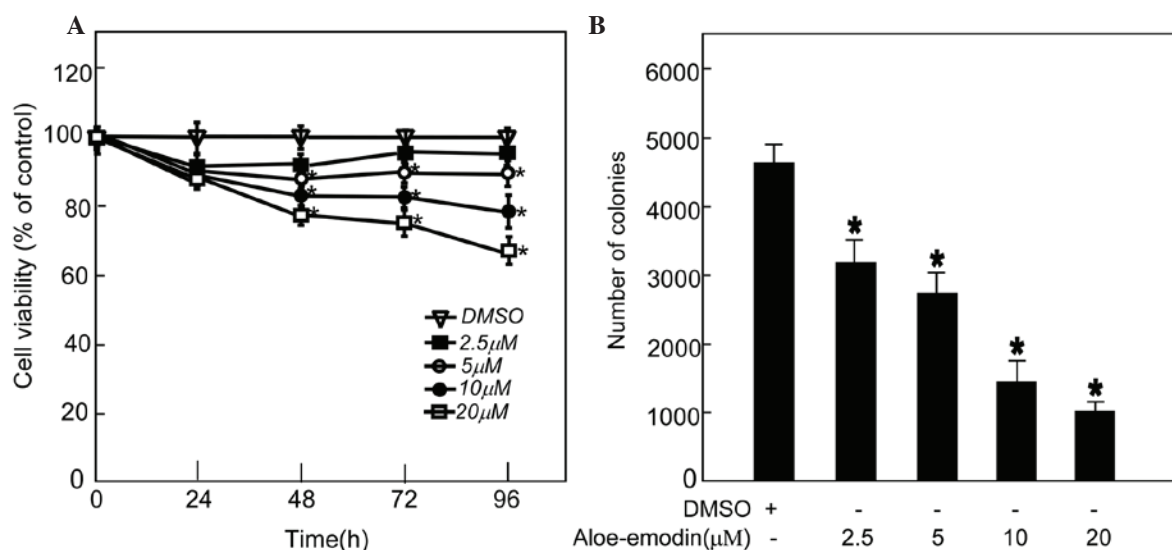 A
B
Cell viability (% of control)
120
100
80
60
40
20
0
0 24 48 72 96
Time(h)
DMSO
2.5μM
5μM
10μM
20μM
* * * * * * * * *
Number of colonies
6000
4000
2000
1000
0
* * * *
DMSO + - - - -
Aloe-emodin(μM) - 2.5 5 10 20